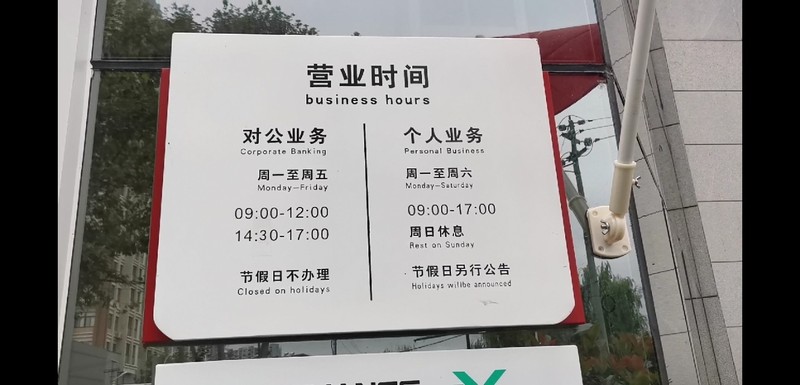 营业时间
business hours
对公业务
Corporate Banking
周一至周五
Monday—Friday
09:00-12:00
14:30-17:00
节假日不办理
Closed on holidays
个人业务
Personal Business
周一至周六
Monday—Saturday
09:00-17:00
周日休息
Rest on Sunday
节假日另行公告
Holidays willbe announced